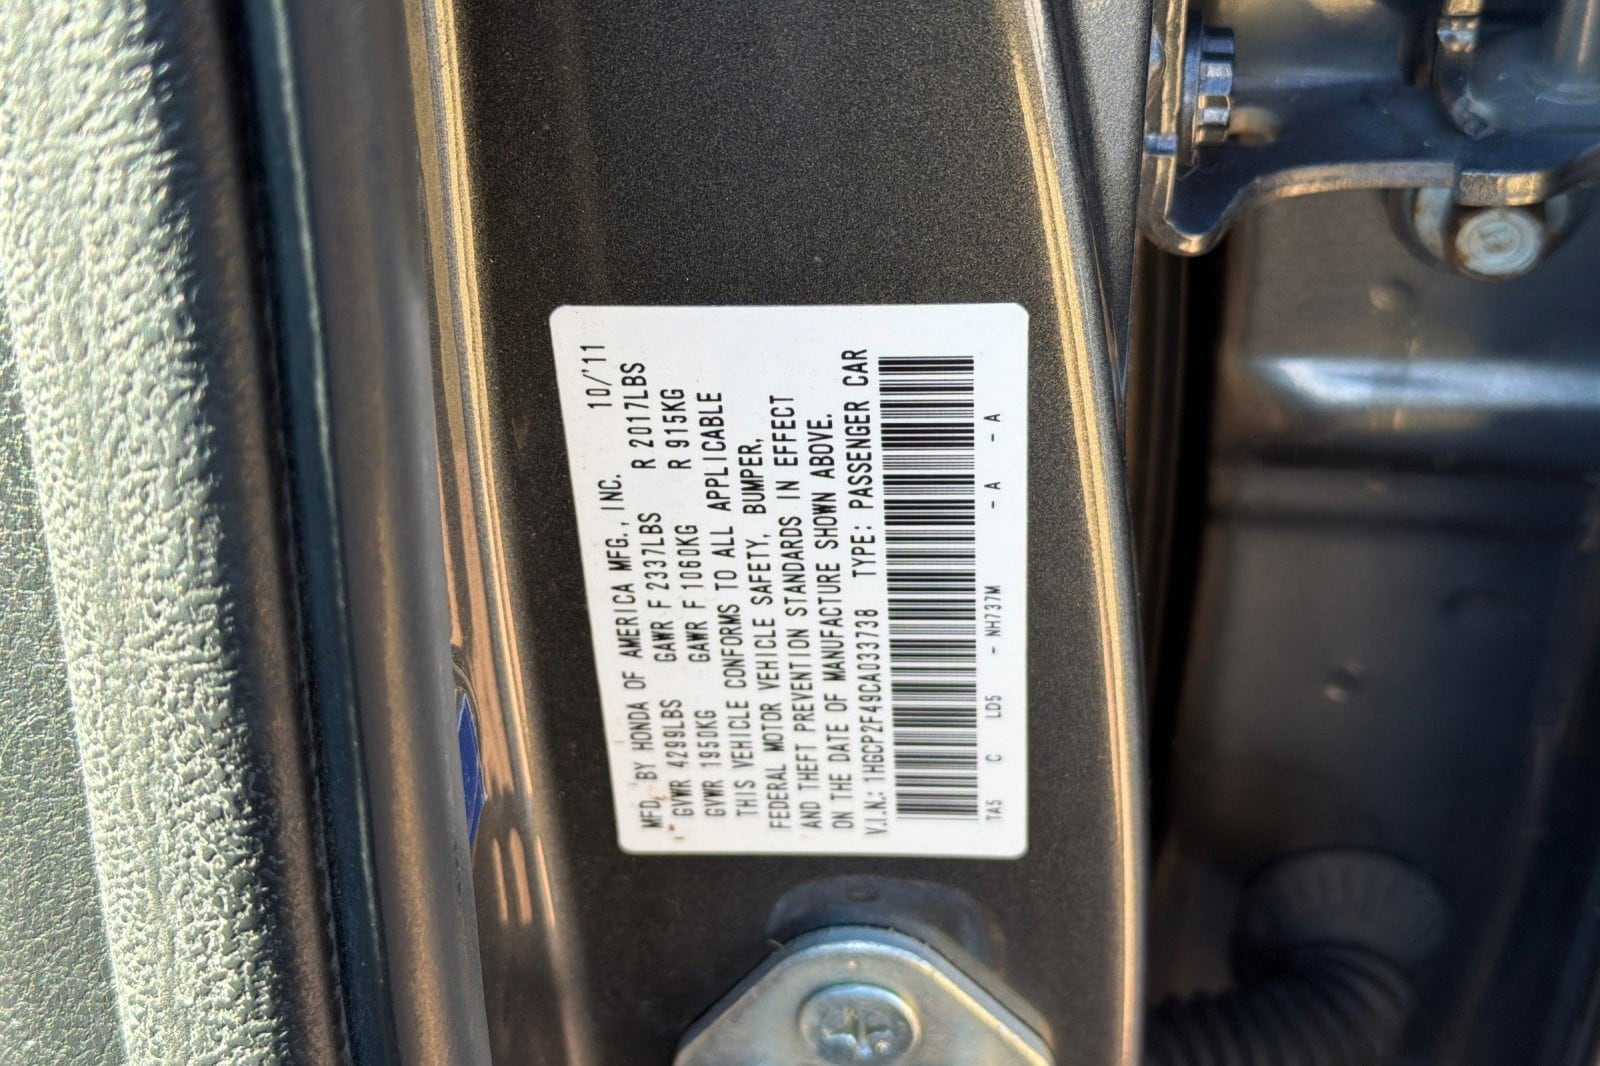 MFD. BY HONDA OF AMERICA MFG., INC. 10/'11
GVWR 4299LBS GAWR F 2337LBS R 2017LBS
GVWR 1950KG GAWR F 1060KG R 915KG
THIS VEHICLE CONFORMS TO ALL APPLICABLE
FEDERAL MOTOR VEHICLE SAFETY, BUMPER,
AND THEFT PREVENTION STANDARDS IN EFFECT
ON THE DATE OF MANUFACTURE SHOWN ABOVE.
V.I.N.: 1HGCP2F49CA033738 TYPE: PASSENGER CAR
TA5 C LD5 - NH737M - A - A